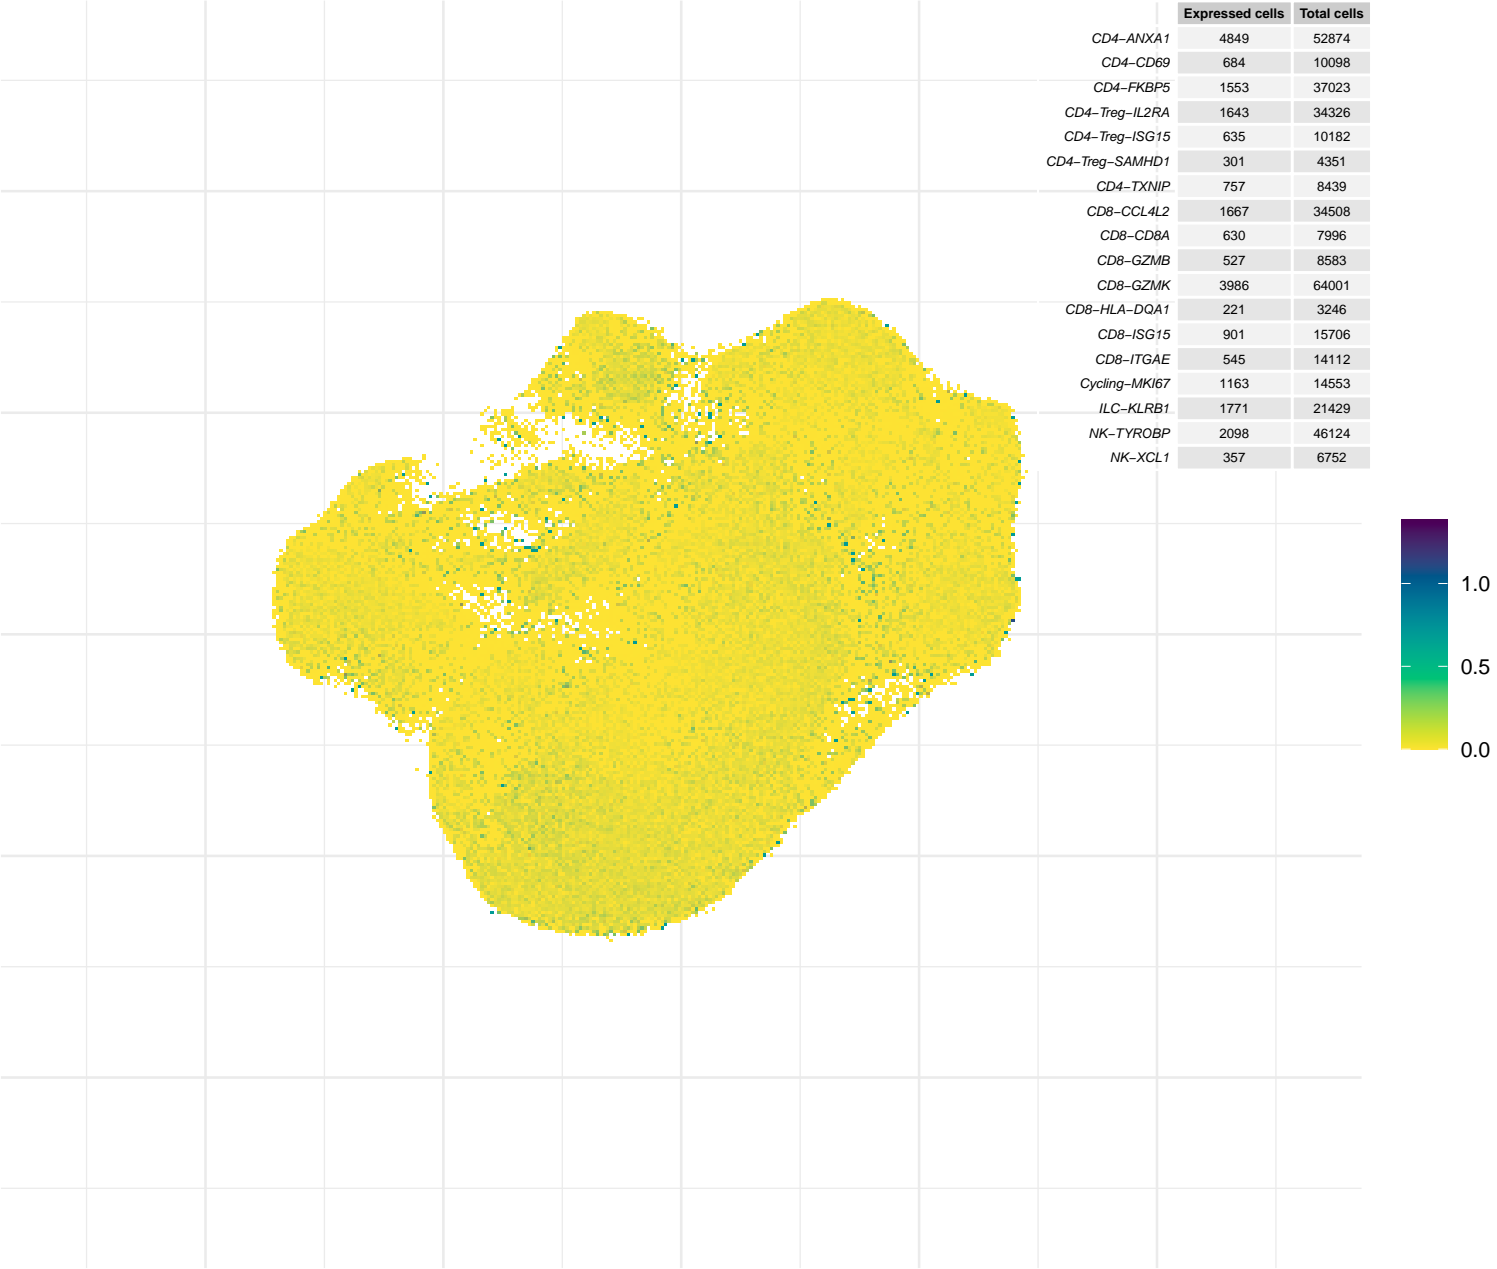 Expressed cells Total cells
CD4−ANXA1 4849 52874
CD4−CD69 684 10098
CD4−FKBP5 1553 37023
CD4−Treg−IL2RA 1643 34326
CD4−Treg−ISG15 635 10182
CD4−Treg−SAMHD1 301 4351
CD4−TXNIP 757 8439
CD8−CCL4L2 1667 34508
CD8−CD8A 630 7996
CD8−GZMB 527 8583
CD8−GZMK 3986 64001
CD8−HLA−DQA1 221 3246
CD8−ISG15 901 15706
CD8−ITGAE 545 14112
Cycling−MKI67 1163 14553
ILC−KLRB1 1771 21429
NK−TYROBP 2098 46124
NK−XCL1 357 6752
1.0
0.5
0.0